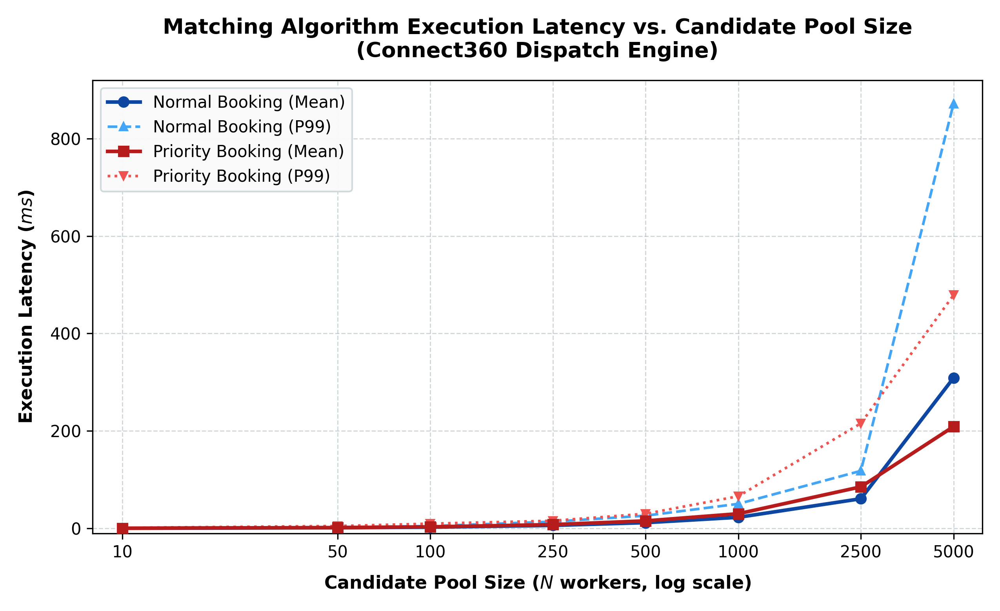 Matching Algorithm Execution Latency vs. Candidate Pool Size
(Connect360 Dispatch Engine)
Normal Booking (Mean)
Normal Booking (P99)
Priority Booking (Mean)
Priority Booking (P99)
Execution Latency (ms)
800
600
400
200
0
10 50 100 250 500 1000 2500 5000
Candidate Pool Size (N workers, log scale)